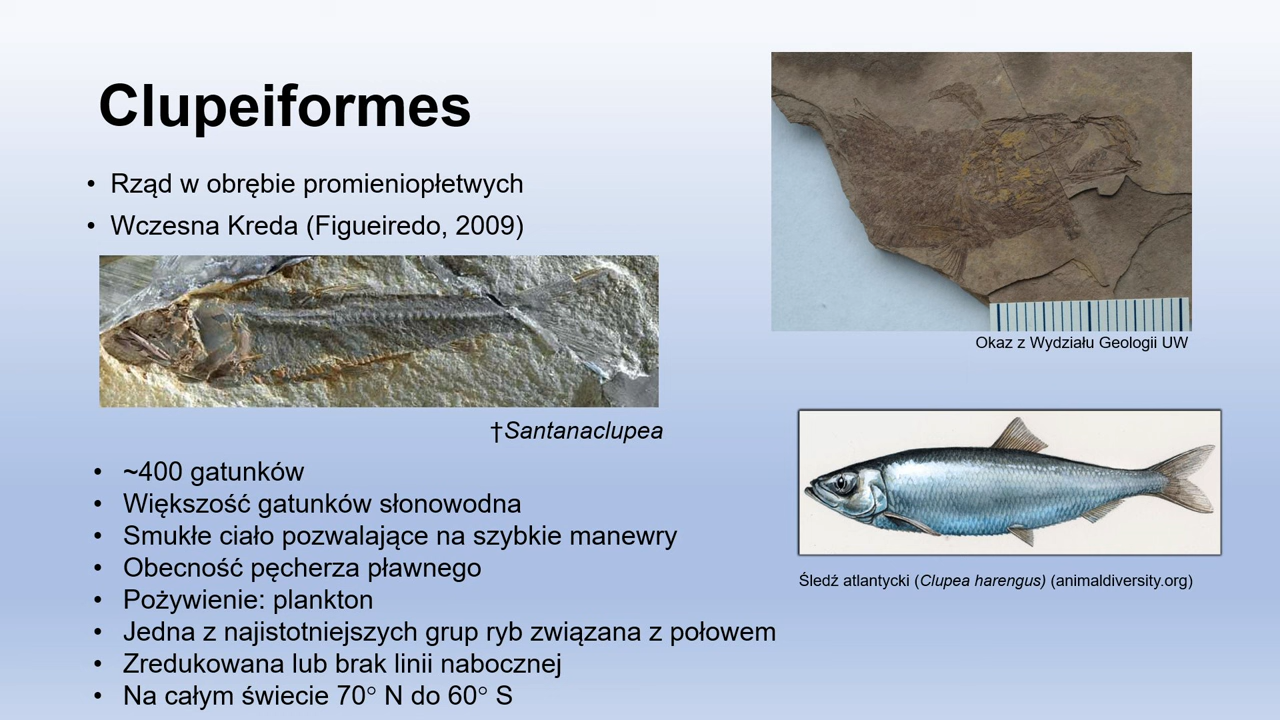 Clupeiformes
• Rząd w obrębie promieniopłetwych
• Wczesna Kreda (Figueiredo, 2009)
†Santanaclupea
• ~400 gatunków
• Większość gatunków słonowodna
• Smukłe ciało pozwalające na szybkie manewry
• Obecność pęcherza pławnego
• Pożywienie: plankton
• Jedna z najistotniejszych grup ryb związana z połowem
• Zredukowana lub brak linii nabocznej
• Na całym świecie 70° N do 60° S
Okaz z Wydziału Geologii UW
Śledź atlantycki (Clupea harengus) (animaldiversity.org)